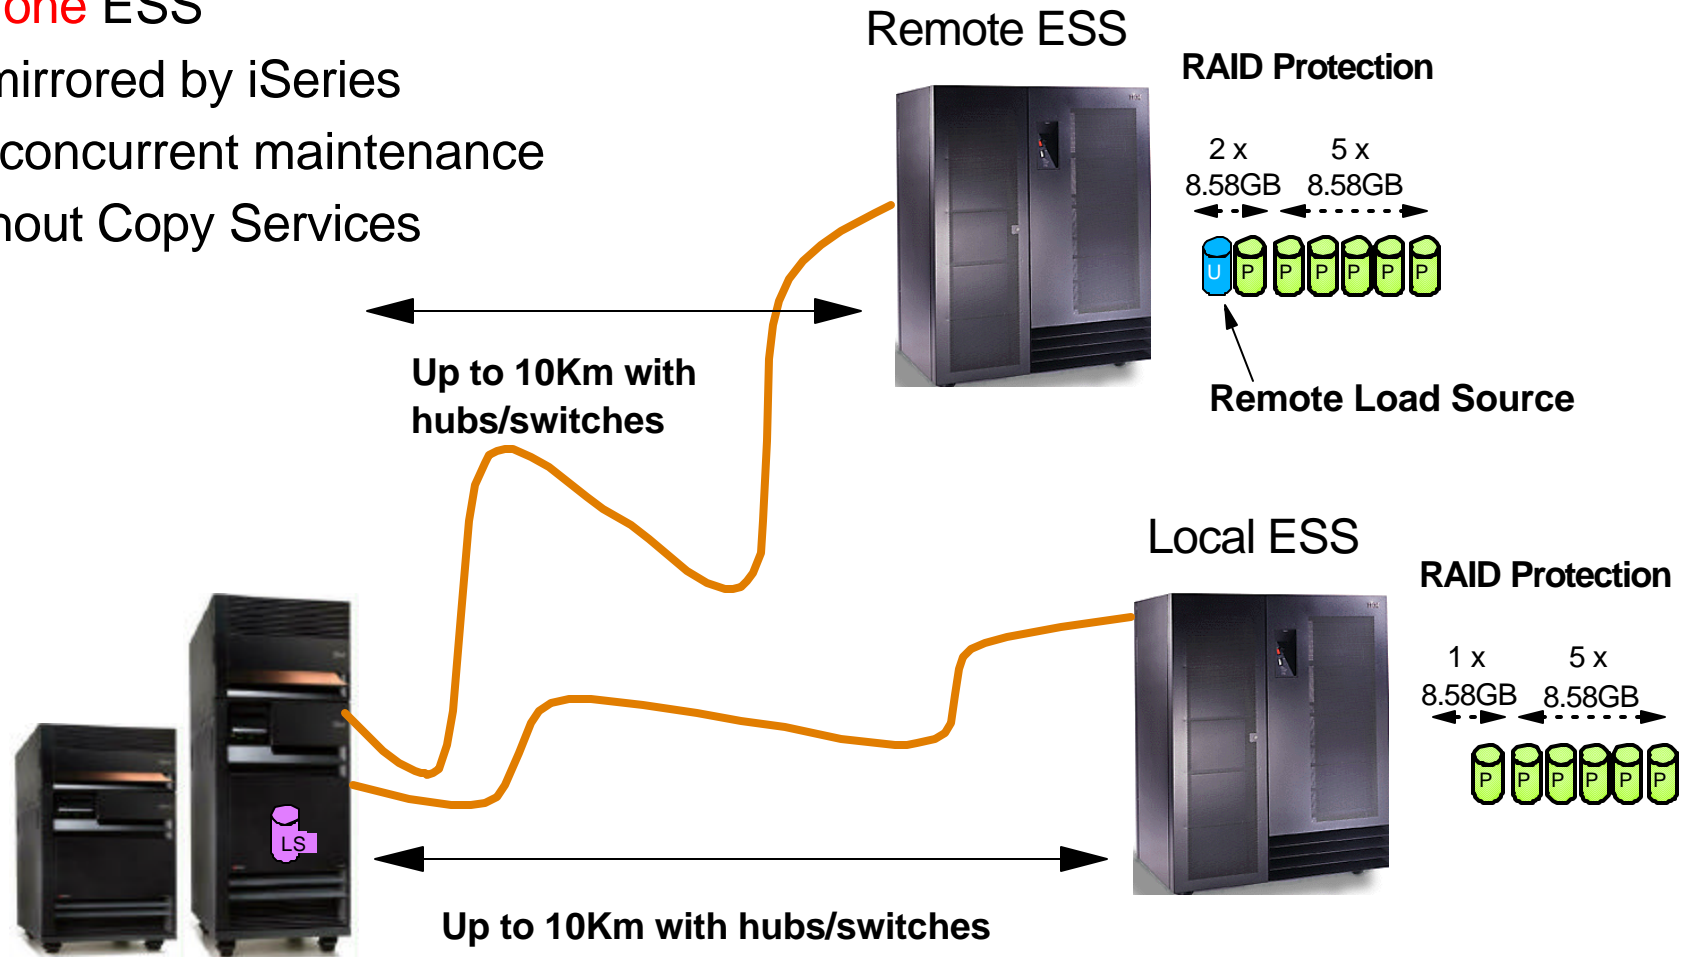 one ESS
mirrored by iSeries
concurrent maintenance
hout Copy Services
Remote ESS
RAID Protection
2 x
8.58GB
5 x
8.58GB
U P P P P P P
Remote Load Source
Up to 10Km with
hubs/switches
Local ESS
RAID Protection
1 x
8.58GB
5 x
8.58GB
P P P P P P
LS
Up to 10Km with hubs/switches